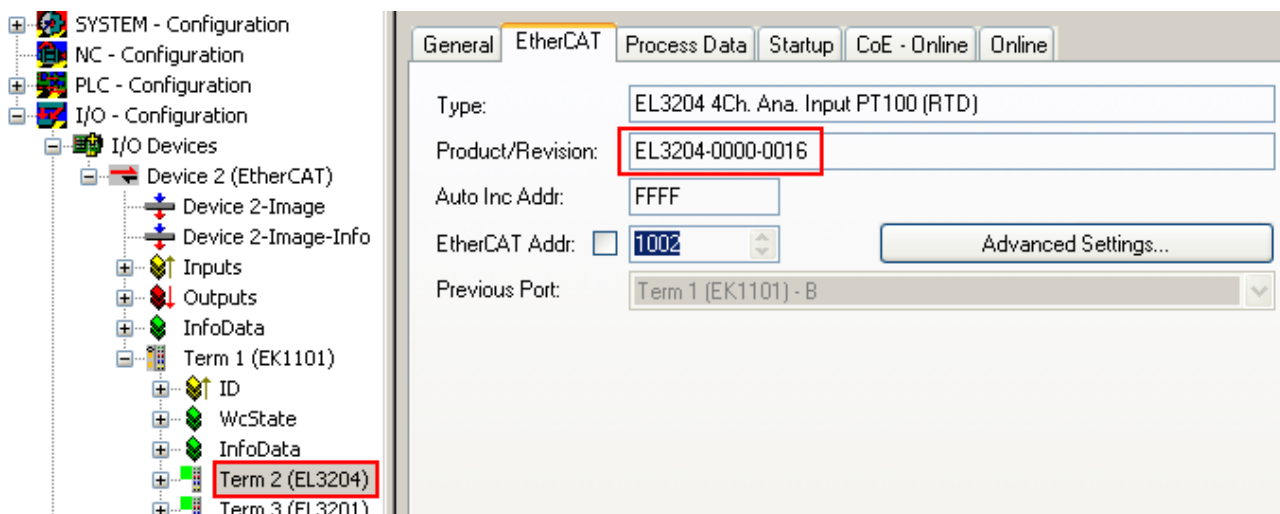 SYSTEM - Configuration
NC - Configuration
PLC - Configuration
I/O - Configuration
I/O Devices
Device 2 (EtherCAT)
Device 2-Image
Device 2-Image-Info
Inputs
Outputs
InfoData
Term 1 (EK1101)
ID
WcState
InfoData
Term 2 (EL3204)
Term 3 (EL3201)
General EtherCAT Process Data Startup CoE - Online Online
Type: EL3204 4Ch. Ana. Input PT100 (RTD)
Product/Revision: EL3204-0000-0016
Auto Inc Addr: FFFF
EtherCAT Addr: 1002 Advanced Settings...
Previous Port: Term 1 (EK1101) - B